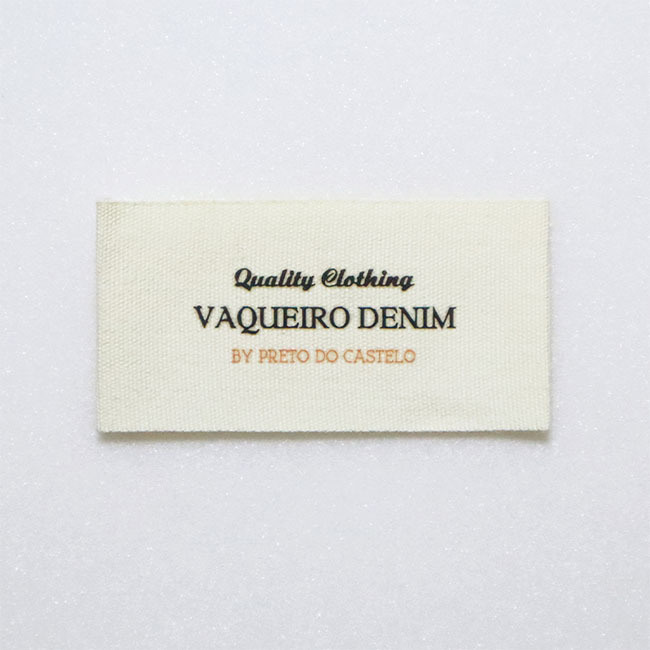 Quality Clothing
VAQUEIRO DENIM
BY PRETO DO CASTELO